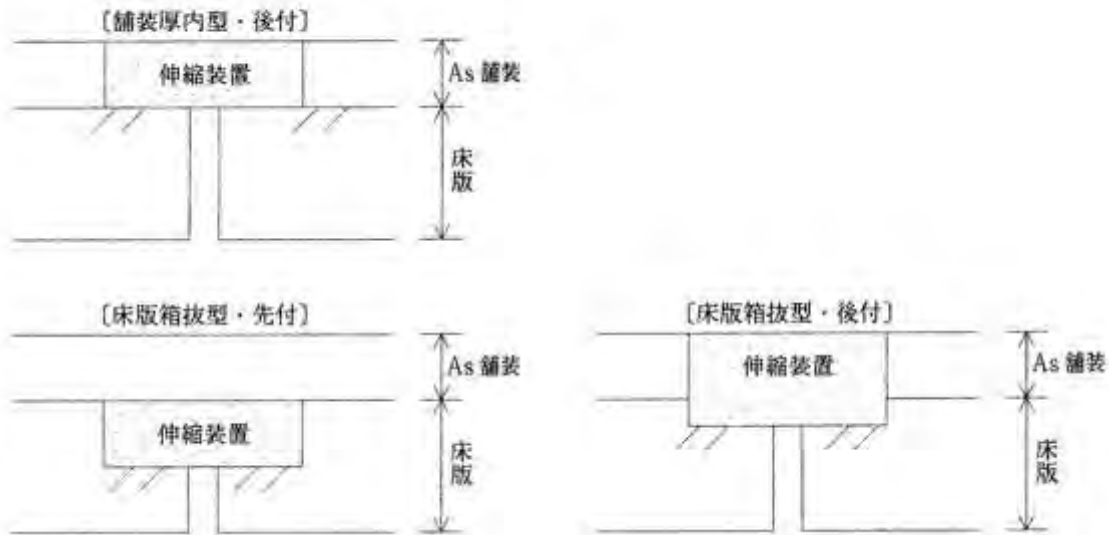 〔舗装厚内型・後付〕
伸縮装置
As 舗装
床版
〔床版箱抜型・先付〕
As 舗装
伸縮装置
床版
〔床版箱抜型・後付〕
伸縮装置
As 舗装
床版